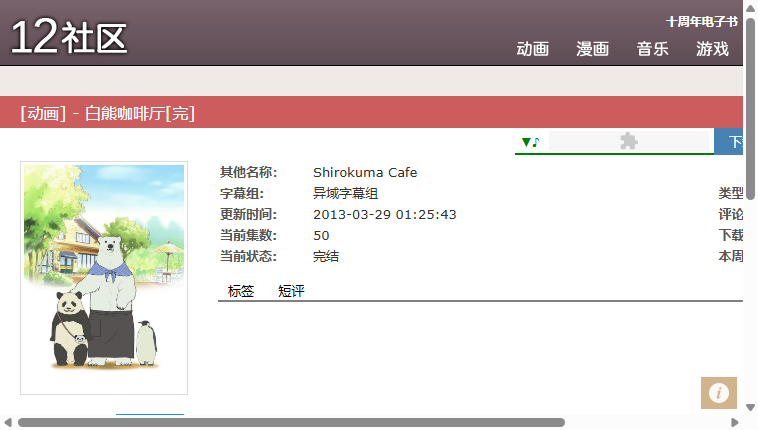 12社区
十周年电子书
动画 漫画 音乐 游戏
[动画] - 白熊咖啡厅[完]
▼♪
下
其他名称: Shirokuma Cafe
字幕组: 异域字幕组 类型
更新时间: 2013-03-29 01:25:43 评论
当前集数: 50 下载
当前状态: 完结 本周
标签 短评